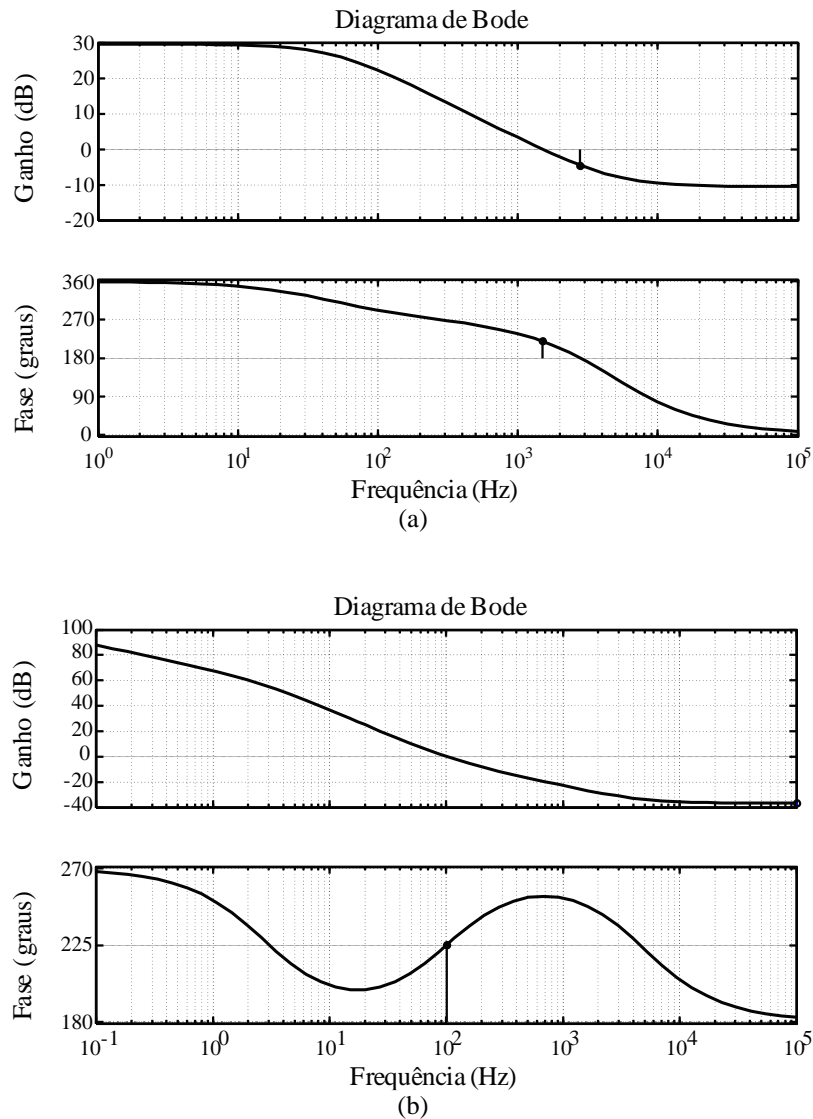 Diagrama de Bode
Ganho (dB)
30
20
10
0
-10
-20
Fase (graus)
360
270
180
90
0
10^0 10^1 10^2 10^3 10^4 10^5
Frequência (Hz)
(a)
Diagrama de Bode
Ganho (dB)
100
80
60
40
20
0
-20
-40
Fase (graus)
270
225
180
10^-1 10^0 10^1 10^2 10^3 10^4 10^5
Frequência (Hz)
(b)